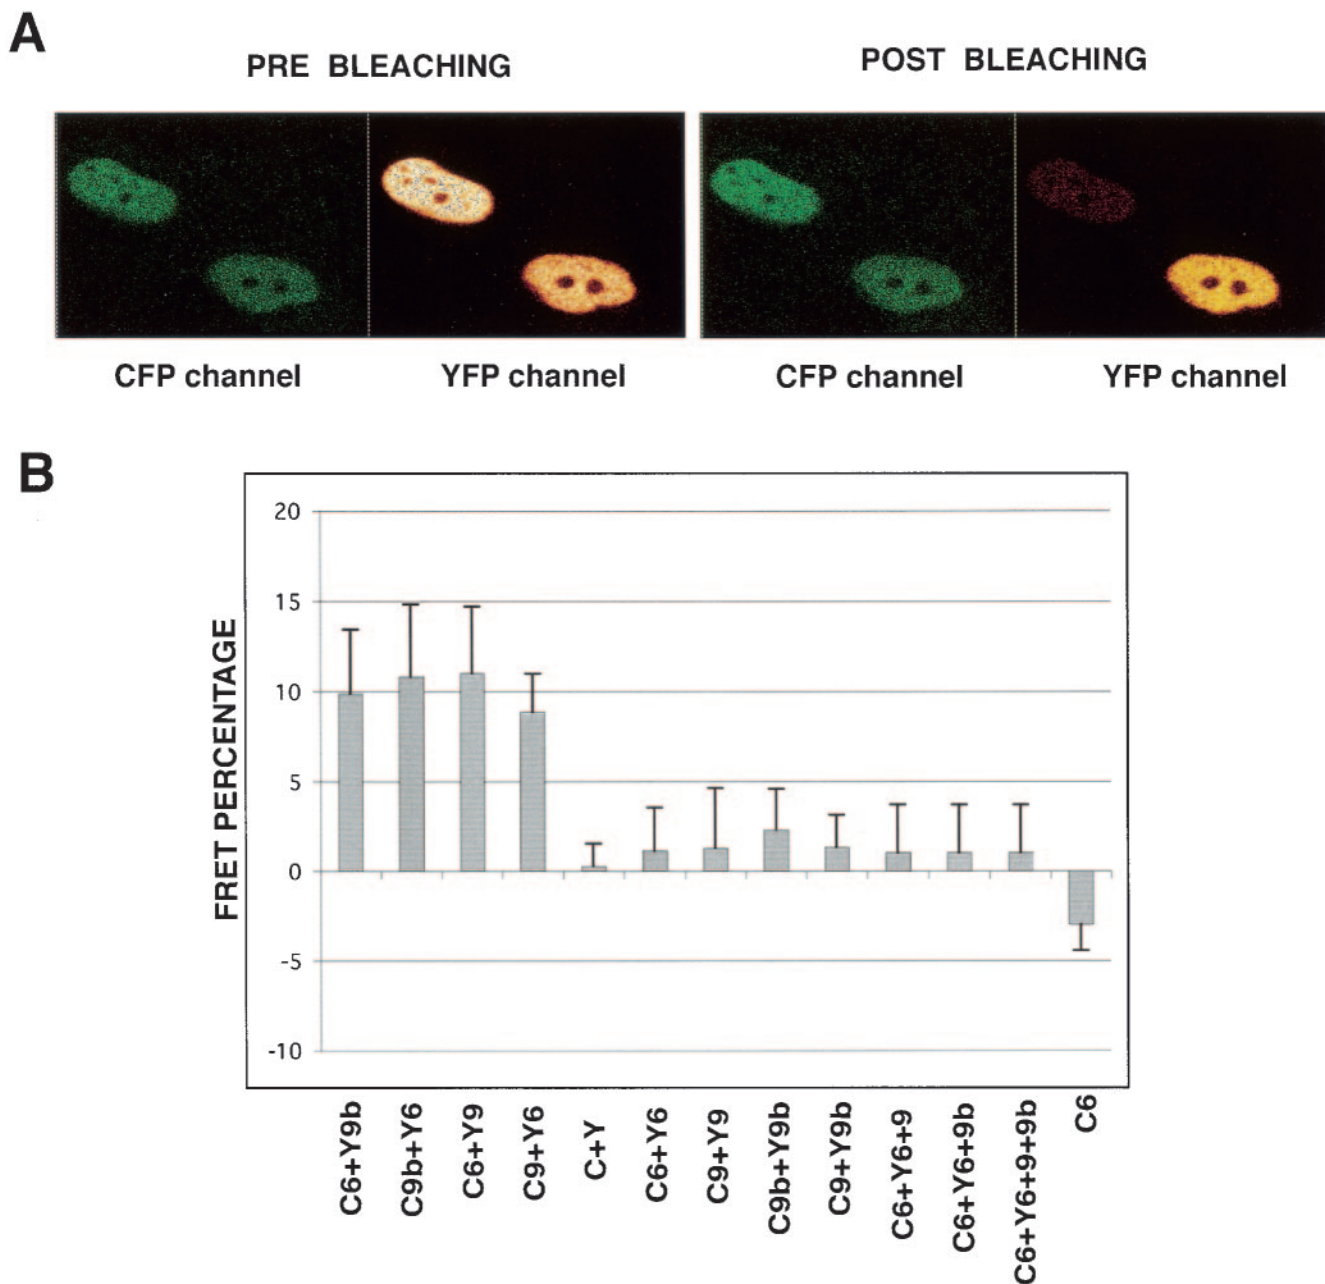 A
PRE BLEACHING
POST BLEACHING
CFP channel
YFP channel
CFP channel
YFP channel
B
FRET PERCENTAGE
20
15
10
5
0
-5
-10
C6+Y9b
C9b+Y6
C6+Y9
C9+Y6
C+Y
C6+Y6
C9+Y9
C9b+Y9b
C9+Y9b
C6+Y6+9
C6+Y6+9b
C6+Y6+9+9b
C6